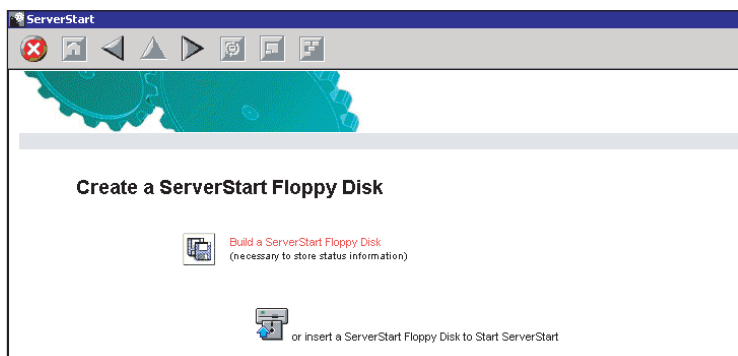 ServerStart
Create a ServerStart Floppy Disk
Build a ServerStart Floppy Disk
(necessary to store status information)
or insert a ServerStart Floppy Disk to Start ServerStart